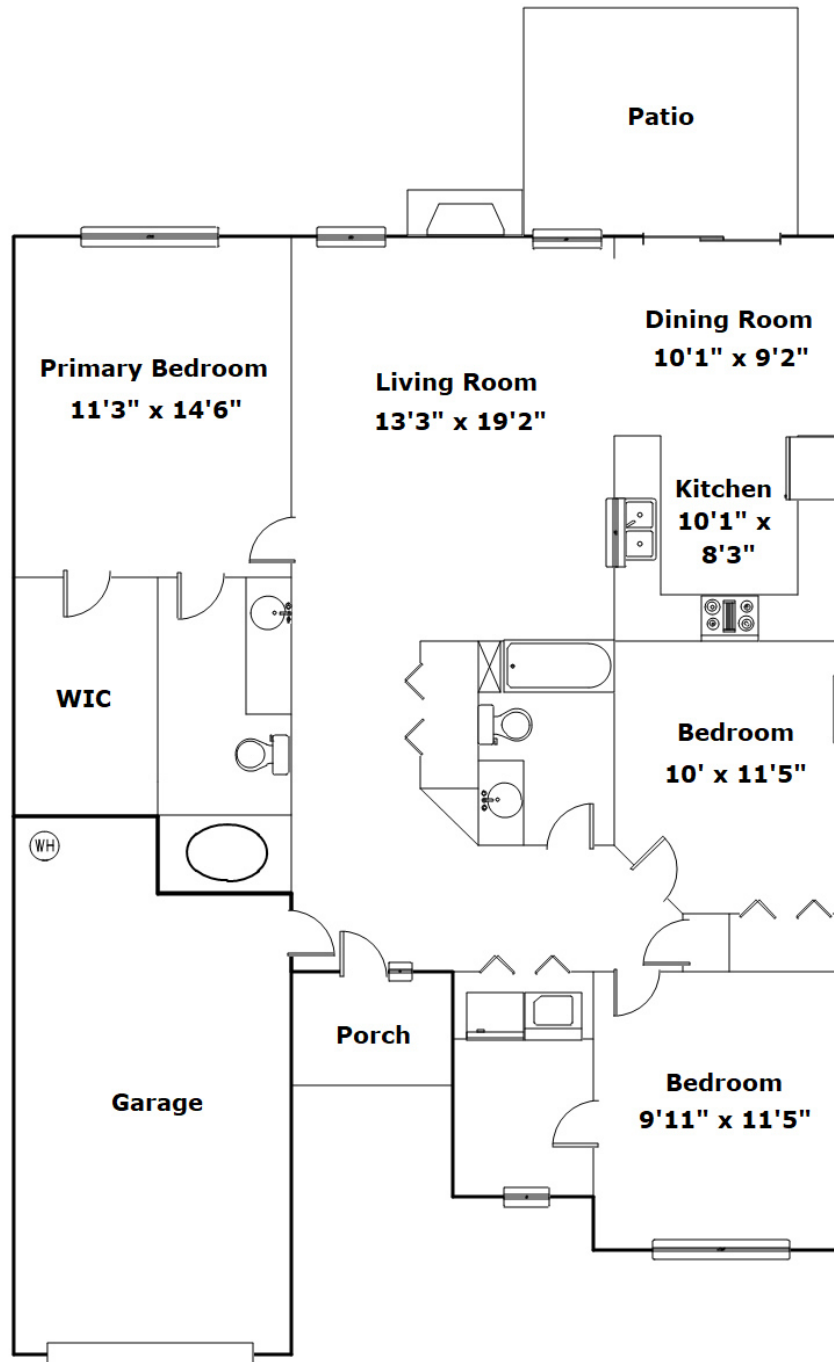 Patio
Dining Room
10'1" x 9'2"
Primary Bedroom
11'3" x 14'6"
Living Room
13'3" x 19'2"
Kitchen
10'1" x
8'3"
WIC
Bedroom
10' x 11'5"
WH
Porch
Garage
Bedroom
9'11" x 11'5"